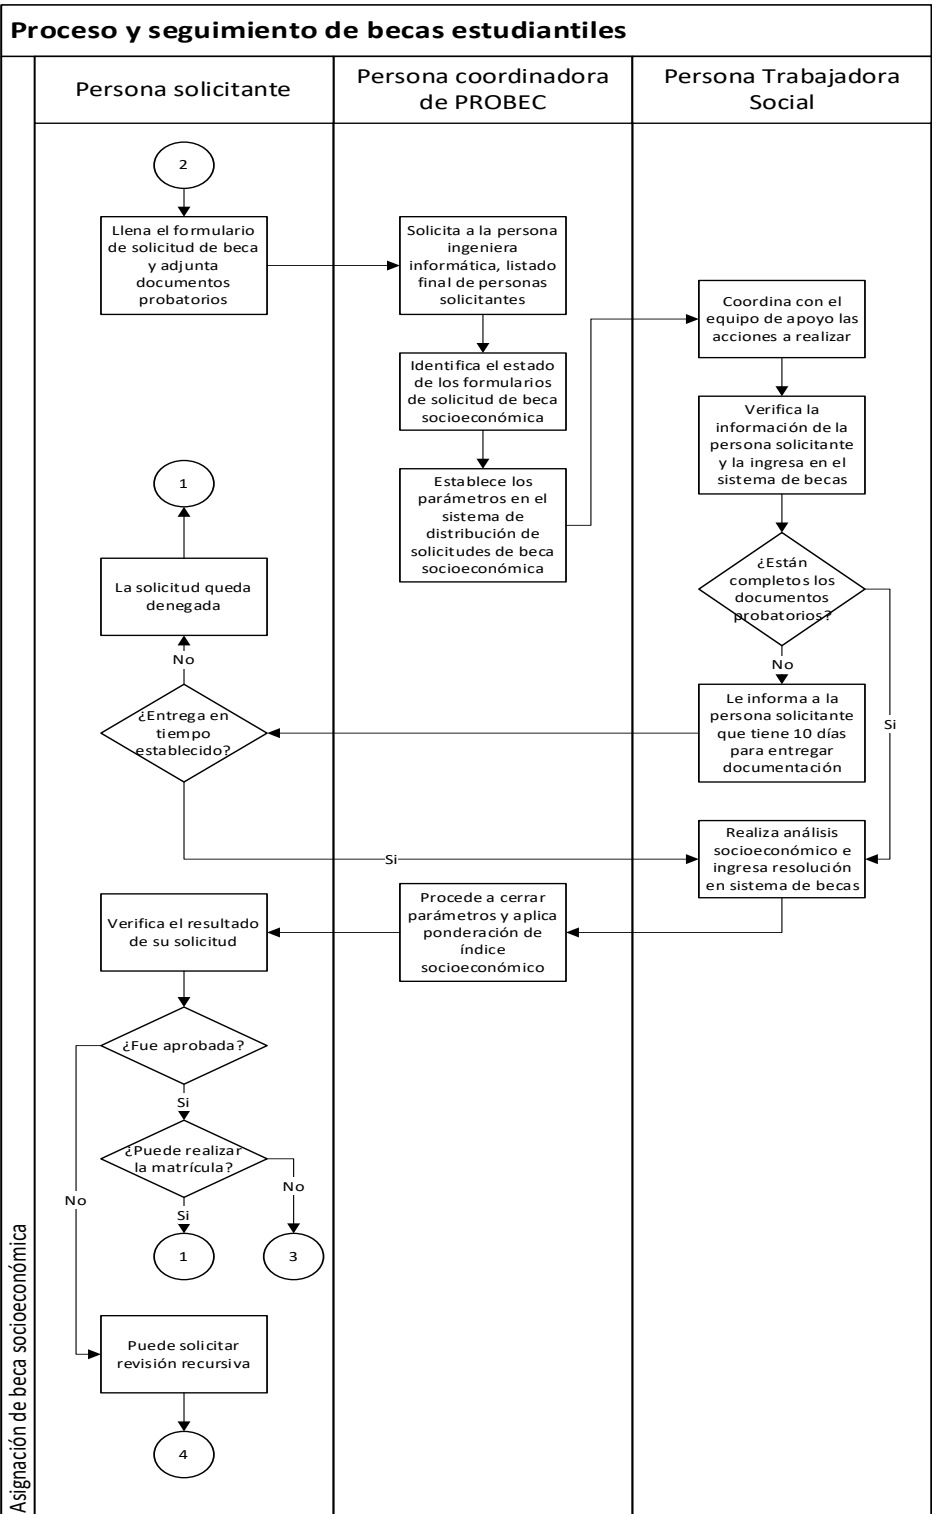 Proceso y seguimiento de becas estudiantiles
Persona solicitante
Persona coordinadora
de PROBEC
Persona Trabajadora
Social
2
Llena el formulario
de solicitud de beca
y adjunta
documentos
probatorios
Solicita a la persona
ingeniera
informática, listado
final de personas
solicitantes
Coordina con el
equipo de apoyo las
acciones a realizar
Identifica el estado
de los formularios
de solicitud de beca
socioeconómica
Verifica la
información de la
persona solicitante
y la ingresa en el
sistema de becas
Establece los
parámetros en el
sistema de
distribución de
solicitudes de beca
socioeconómica
1
La solicitud queda
denegada
¿Están
completos los
documentos
probatorios?
No
No
Si
¿Entrega en
tiempo
establecido?
Le informa a la
persona solicitante
que tiene 10 días
para entregar
documentación
Si
Realiza análisis
socioeconómico e
ingresa resolución
en sistema de becas
Procede a cerrar
parámetros y aplica
ponderación de
índice
socioeconómico
Verifica el resultado
de su solicitud
¿Fue aprobada?
Si
No
¿Puede realizar
la matrícula?
No
Si
1
3
Puede solicitar
revisión recursiva
4
Asignación de beca socioeconómica